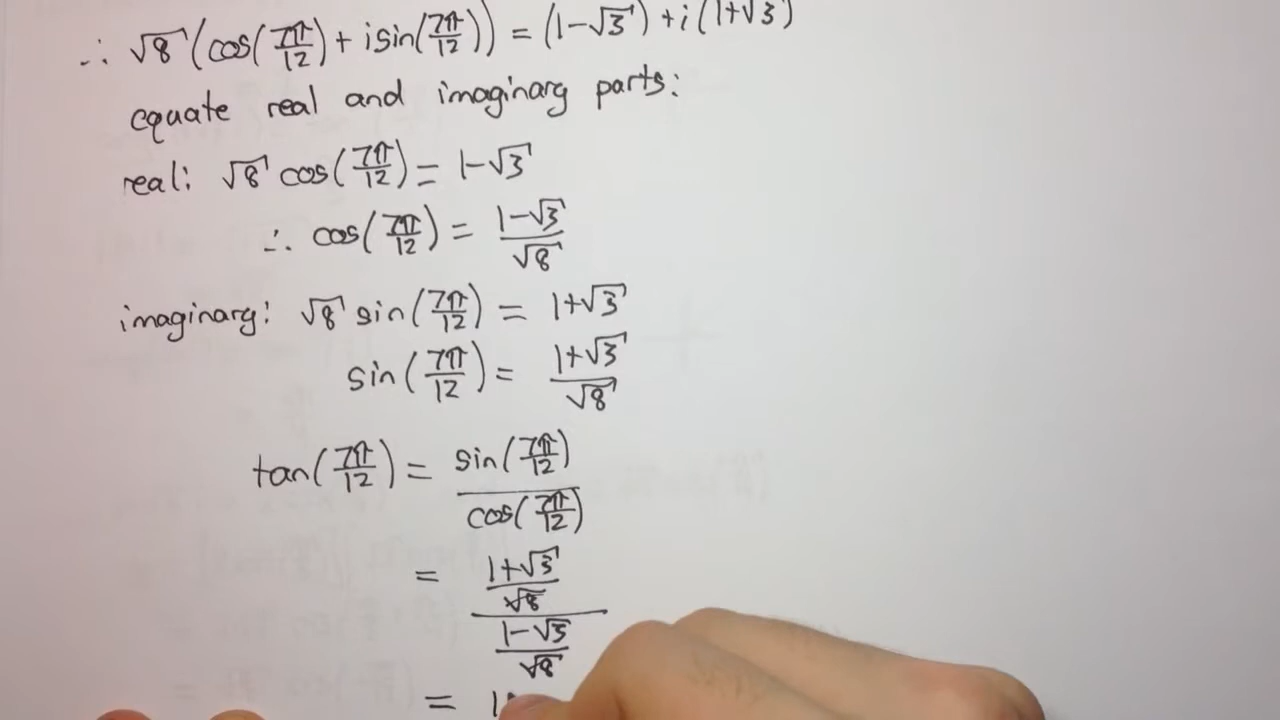 ∴ √8 (cos(7π/12) + isin(7π/12)) = (1-√3) + i (1+√3)
equate real and imaginary parts:
real: √8 cos(7π/12) = 1-√3
∴ cos(7π/12) = (1-√3)/√8
imaginary: √8 sin(7π/12) = 1+√3
sin(7π/12) = (1+√3)/√8
tan(7π/12) = sin(7π/12)/cos(7π/12)
= ((1+√3)/√8)/((1-√3)/√8)
= 1